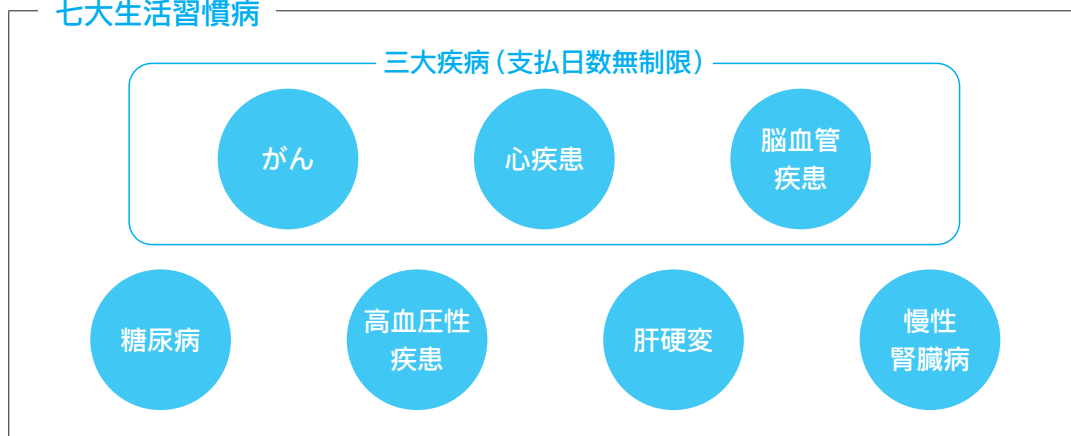 七大生活習慣病
三大疾病（支払日数無制限）
がん
心疾患
脳血管
疾患
糖尿病
高血圧性
疾患
肝硬変
慢性
腎臓病